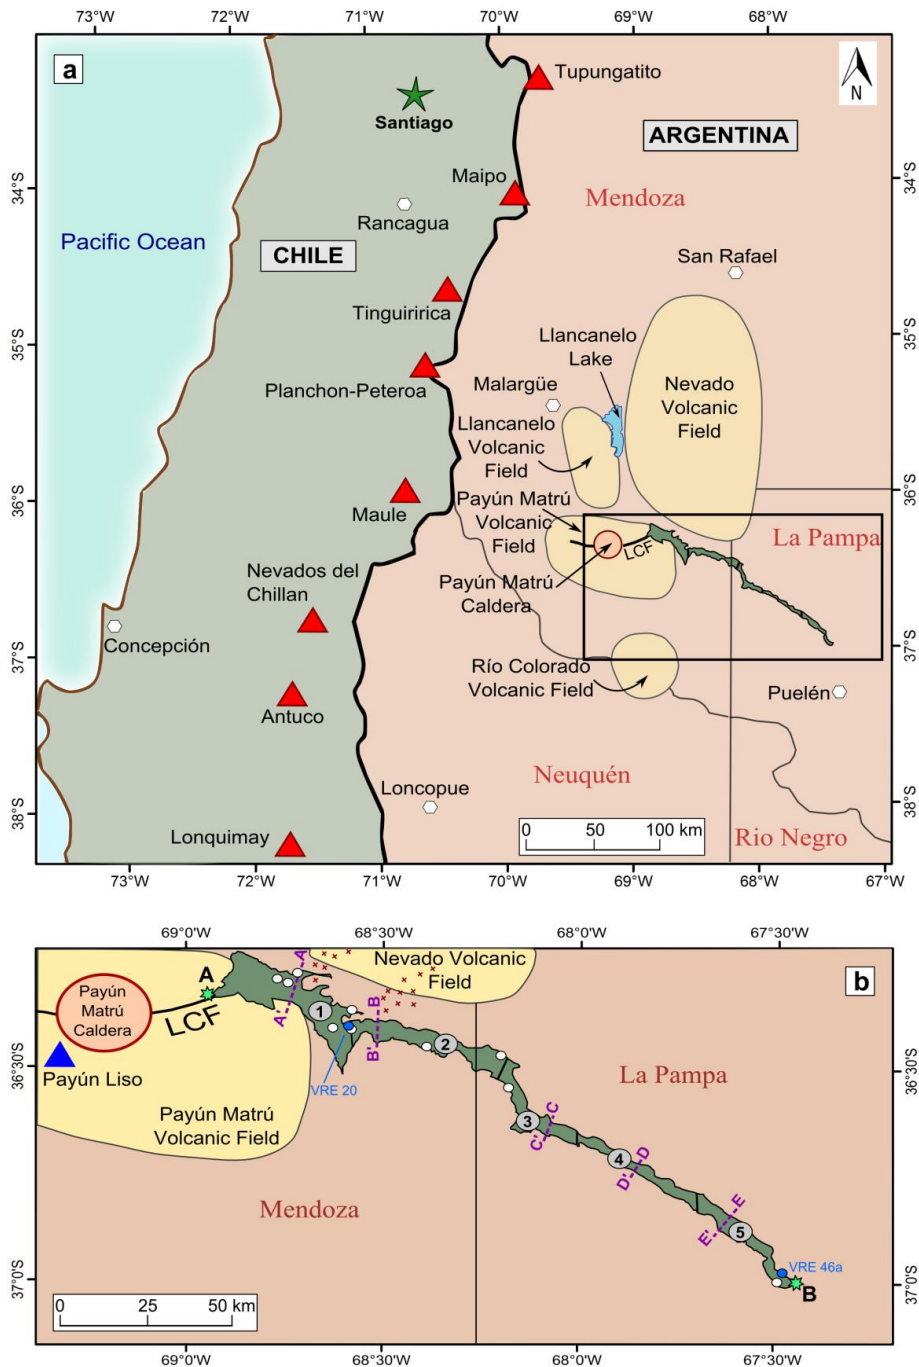 73°W
72°W
71°W
70°W
69°W
68°W
a
N
Tupungatito
Santiago
ARGENTINA
Maipo
Mendoza
34°S
34°S
Rancagua
Pacific Ocean
CHILE
San Rafael
Tinguiririca
Llancanelo
Lake
35°S
35°S
Planchon-Peteroa
Malargüe
Nevado
Volcanic
Field
Llancanelo
Volcanic
Field
36°S
36°S
Maule
Payún Matrú
Volcanic
Field
La Pampa
LCF
Nevados del
Chillan
Payún Matrú
Caldera
Concepción
37°S
37°S
Río Colorado
Volcanic Field
Puelén
Antuco
Neuquén
Loncopue
38°S
38°S
0 50 100 km
Lonquimay
Rio Negro
73°W
72°W
71°W
70°W
69°W
68°W
67°W
69°0'W
68°30'W
68°0'W
67°30'W
b
Nevado Volcanic
Field
A
A
Payún
Matrú
Caldera
LCF
A'
1
B
B'
2
36°30'S
36°30'S
Payún Liso
VRE 20
La Pampa
Payún Matrú
Volcanic Field
3
C
C'
4
D
D'
Mendoza
E
E'
5
VRE 46a
37°0'S
37°0'S
B
0 25 50 km
69°0'W
68°30'W
68°0'W
67°30'W